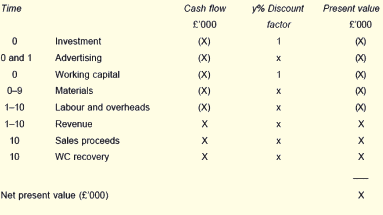 Time Cash flow y% Discount Present value
£'000 factor £'000
0 Investment (X) 1 (X)
0 and 1 Advertising (X) x (X)
0 Working capital (X) 1 (X)
0–9 Materials (X) x (X)
1–10 Labour and overheads (X) x (X)
1–10 Revenue X x X
10 Sales proceeds X x X
10 WC recovery X x X
Net present value (£'000) X